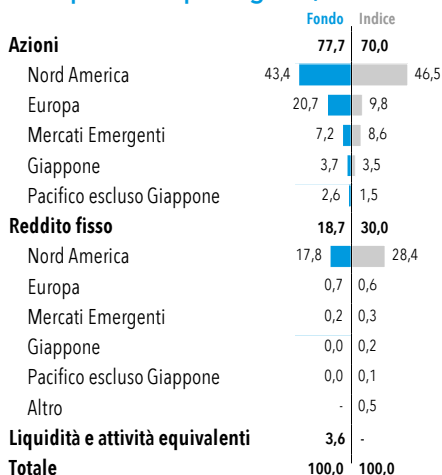 Fondo Indice
Azioni 77,7 70,0
Nord America 43,4 46,5
Europa 20,7 9,8
Mercati Emergenti 7,2 8,6
Giappone 3,7 3,5
Pacifico escluso Giappone 2,6 1,5
Reddito fisso 18,7 30,0
Nord America 17,8 28,4
Europa 0,7 0,6
Mercati Emergenti 0,2 0,3
Giappone 0,0 0,2
Pacifico escluso Giappone 0,0 0,1
Altro - 0,5
Liquidità e attività equivalenti 3,6 -
Totale 100,0 100,0